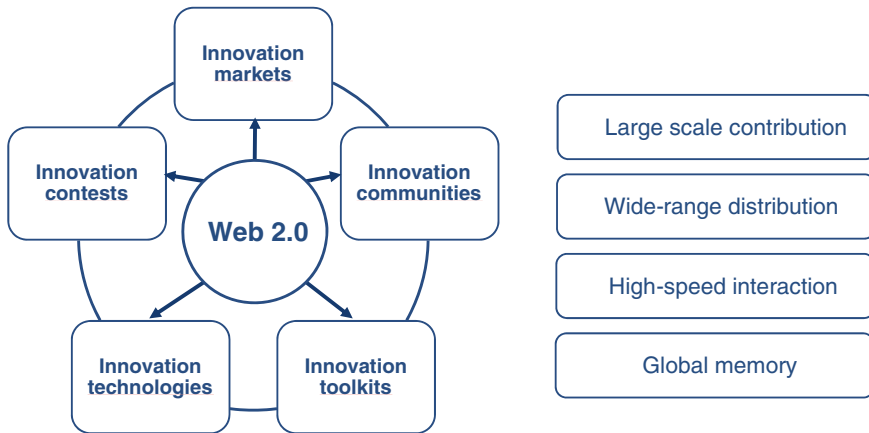 Innovation
markets
Innovation
contests
Innovation
communities
Web 2.0
Innovation
technologies
Innovation
toolkits
Large scale contribution
Wide-range distribution
High-speed interaction
Global memory